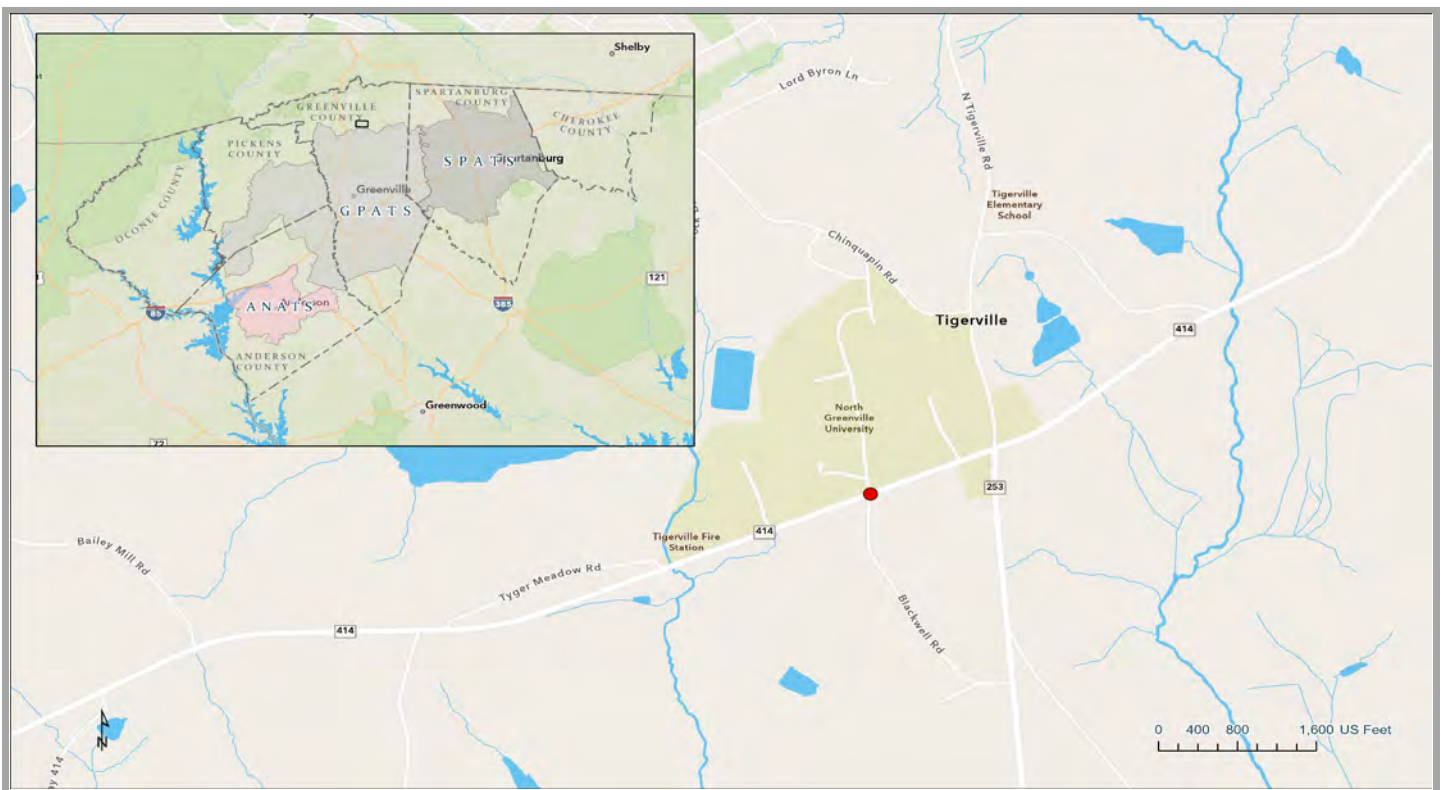 Shelby
SPARTANBURG
COUNTY
GREENVILLE
COUNTY
CHEROKEE
COUNTY
PICKENS
COUNTY
SPATS
Spartanburg
OCONEE COUNTY
Greenville
GPATS
121
85
385
ANATS
Anderson
ANDERSON
COUNTY
Greenwood
72
Lord Byron Ln
N Tigerville Rd
Tigerville
Elementary
School
Chinquapin Rd
Tigerville
414
North
Greenville
University
253
414
Tigerville Fire
Station
Bailey Mill Rd
Tyger Meadow Rd
Blackwell Rd
414
N
0 400 800 1,600 US Feet